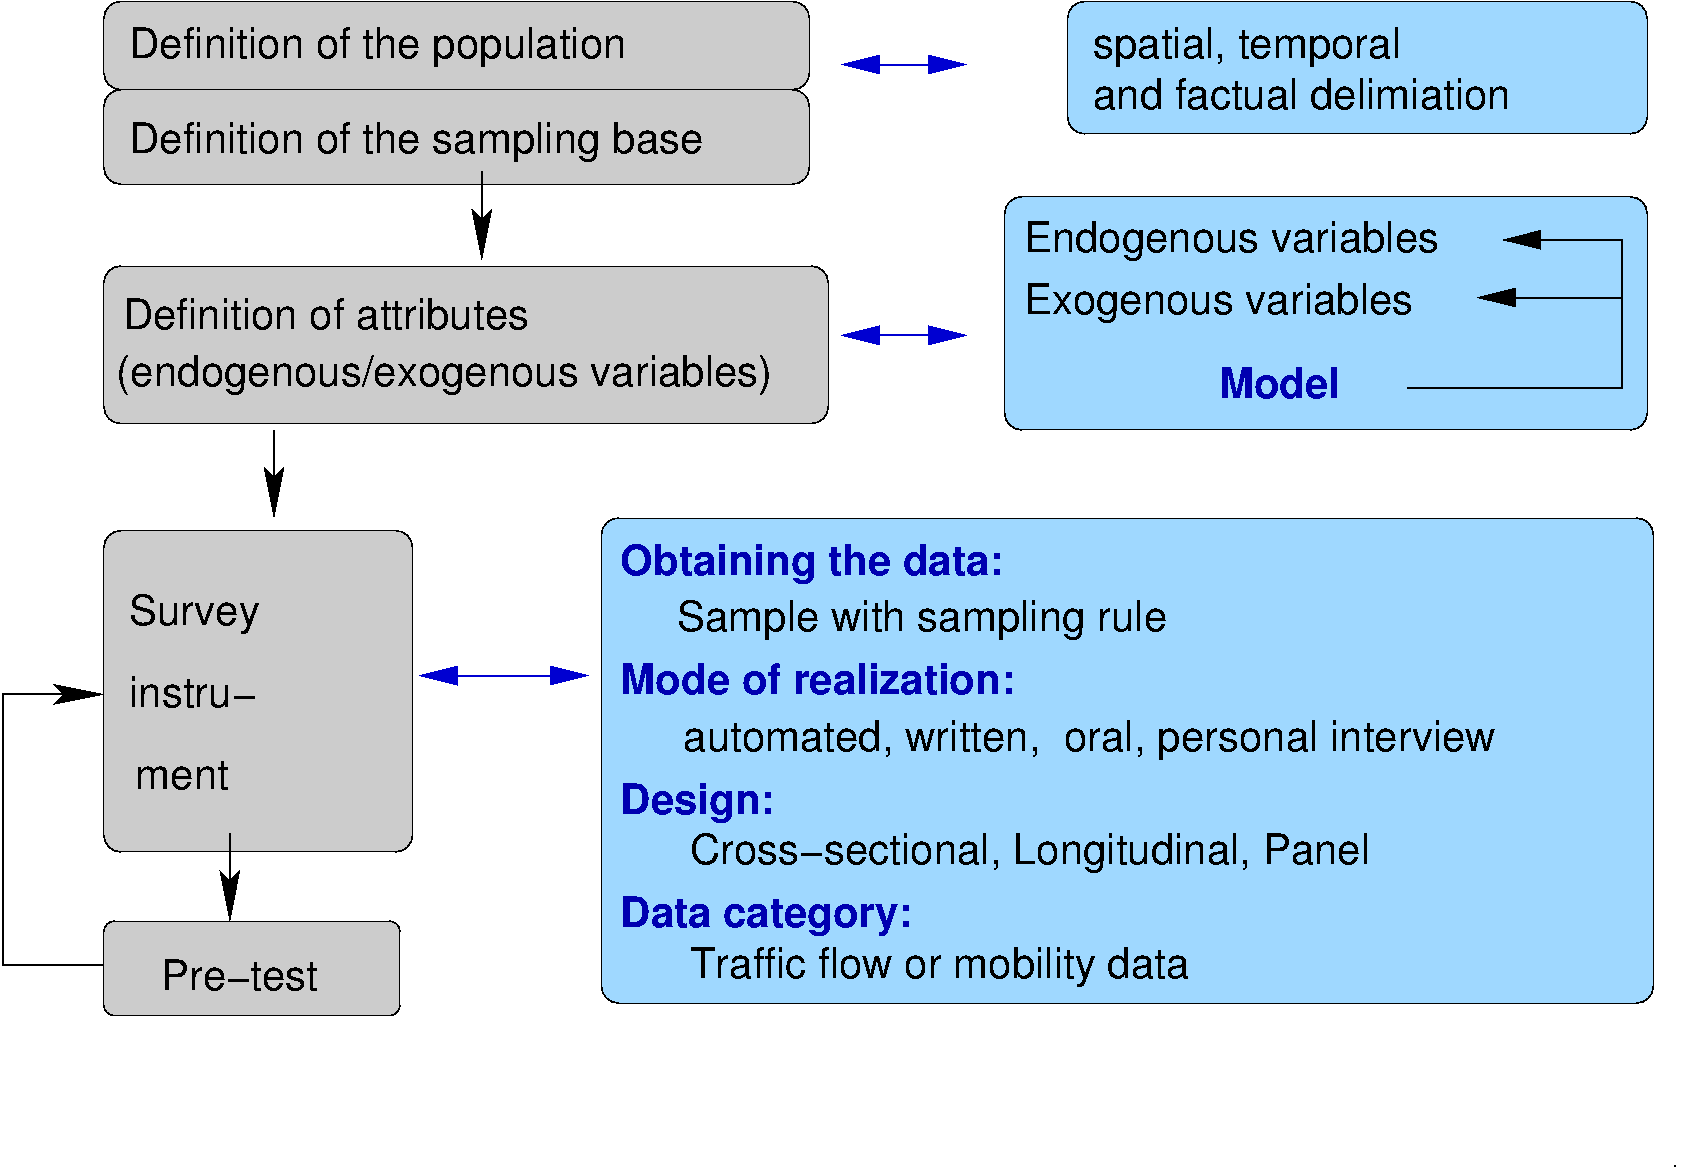 Definition of the population
Definition of the sampling base
spatial, temporal
and factual delimiation
Definition of attributes
(endogenous/exogenous variables)
Endogenous variables
Exogenous variables
Model
Survey
instru–
ment
Pre–test
Obtaining the data:
Sample with sampling rule
Mode of realization:
automated, written,  oral, personal interview
Design:
Cross–sectional, Longitudinal, Panel
Data category:
Traffic flow or mobility data